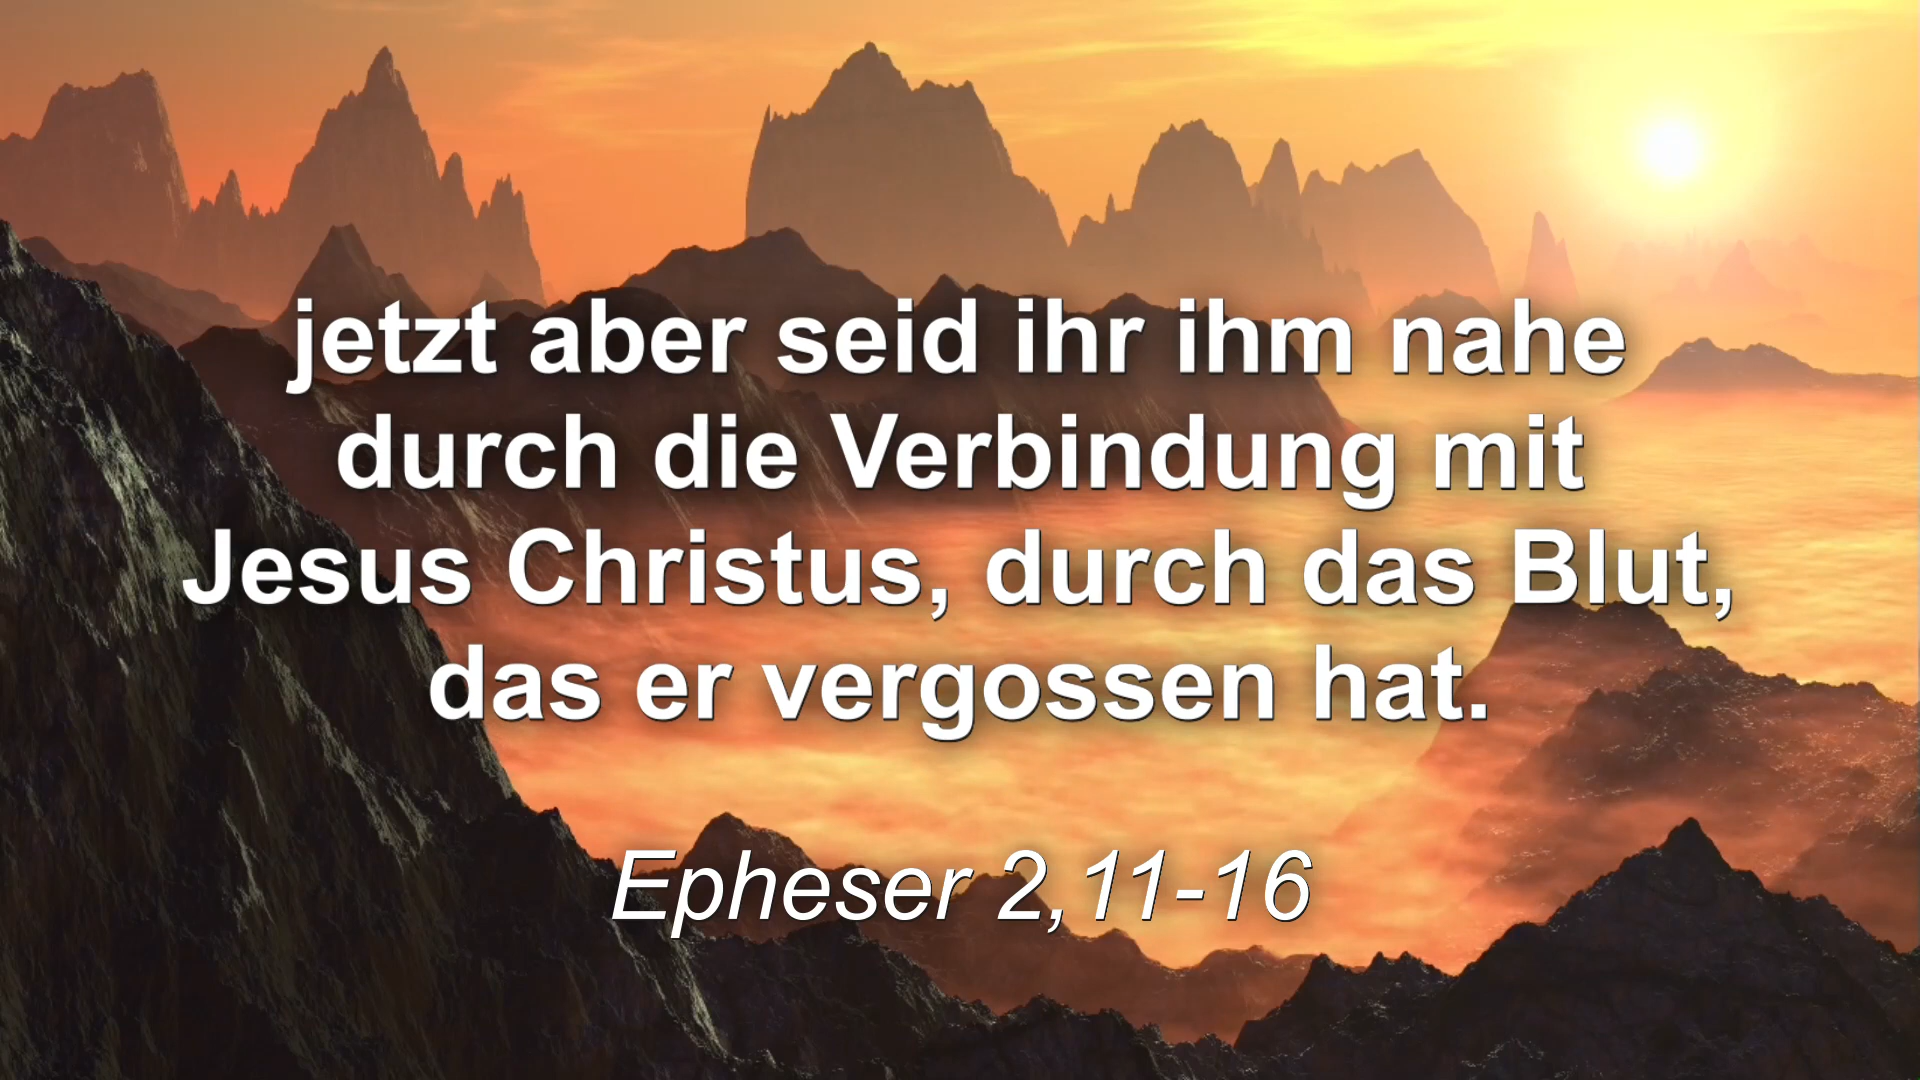 jetzt aber seid ihr ihm nahe
durch die Verbindung mit
Jesus Christus, durch das Blut,
das er vergossen hat.
Epheser 2,11-16